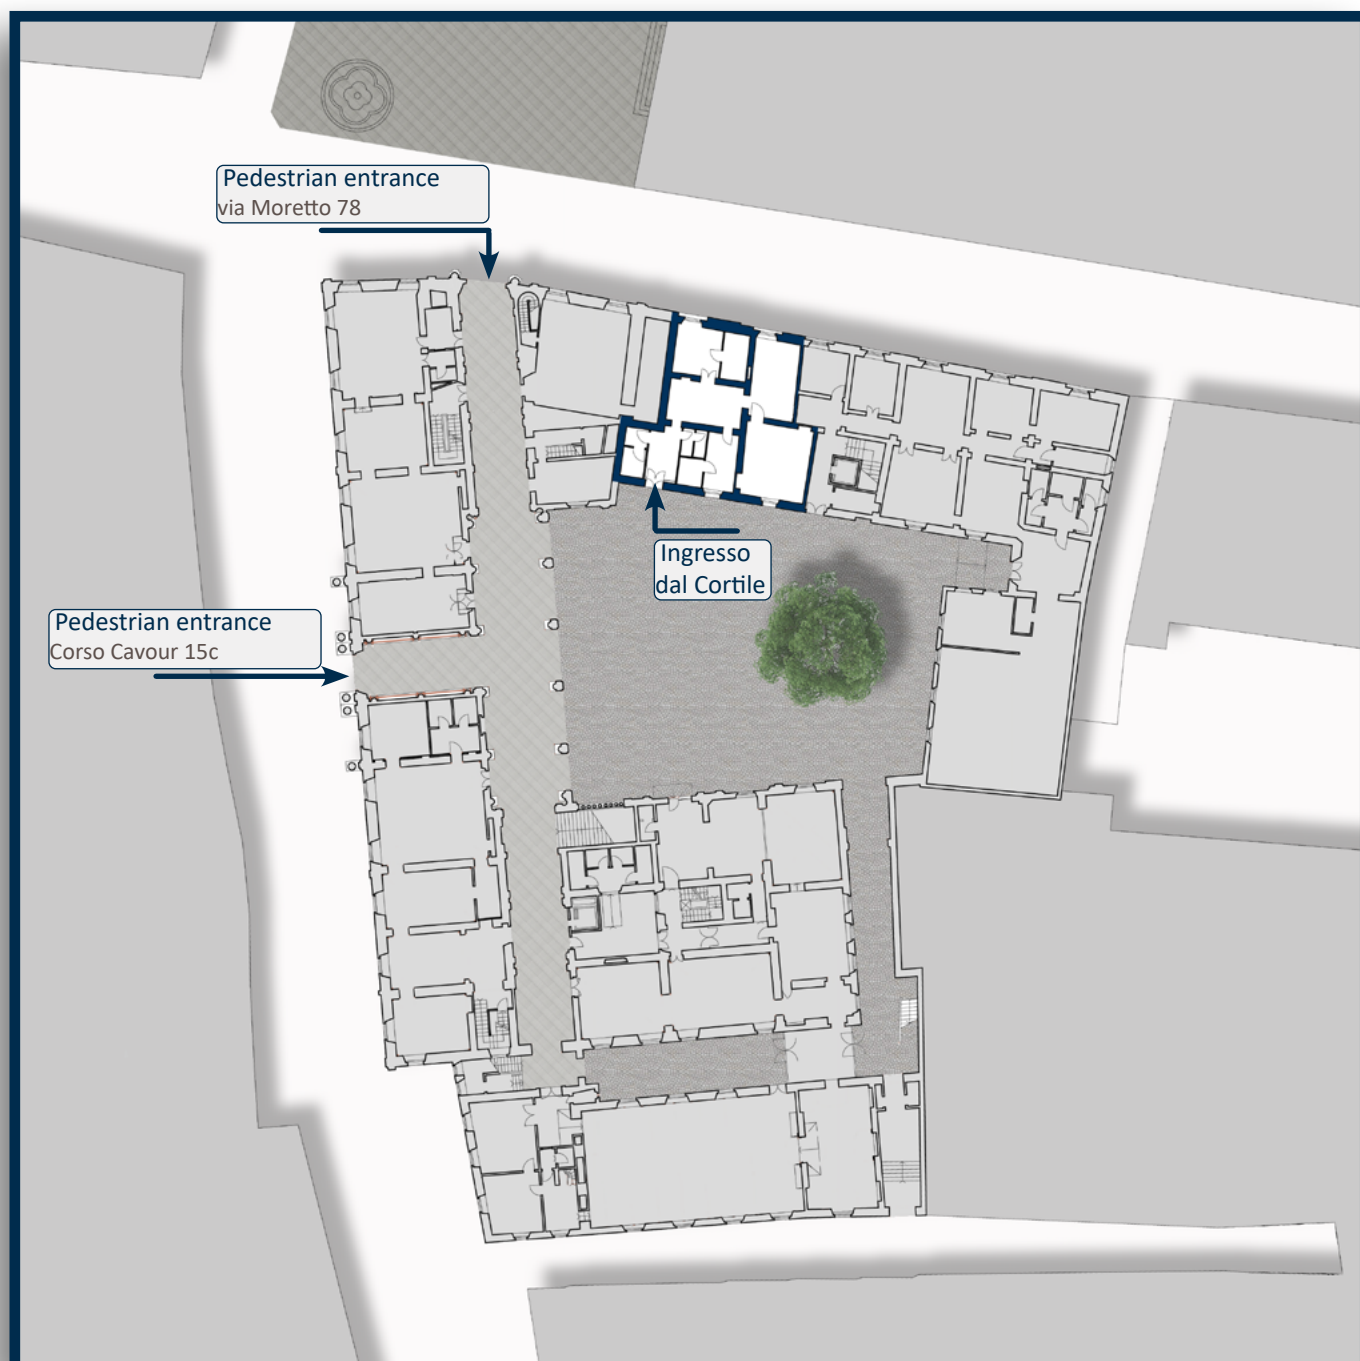 Pedestrian entrance
via Moretto 78
Ingresso
dal Cortile
Pedestrian entrance
Corso Cavour 15c